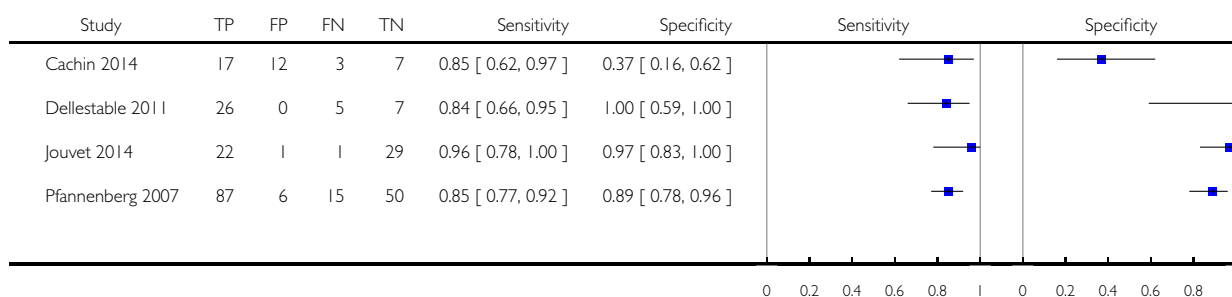 Study TP FP FN TN Sensitivity Specificity Sensitivity Specificity
Cachin 2014 17 12 3 7 0.85 [ 0.62, 0.97 ] 0.37 [ 0.16, 0.62 ]
Dellestable 2011 26 0 5 7 0.84 [ 0.66, 0.95 ] 1.00 [ 0.59, 1.00 ]
Jouvet 2014 22 1 1 29 0.96 [ 0.78, 1.00 ] 0.97 [ 0.83, 1.00 ]
Pfannenberg 2007 87 6 15 50 0.85 [ 0.77, 0.92 ] 0.89 [ 0.78, 0.96 ]
0 0.2 0.4 0.6 0.8 1 0 0.2 0.4 0.6 0.8